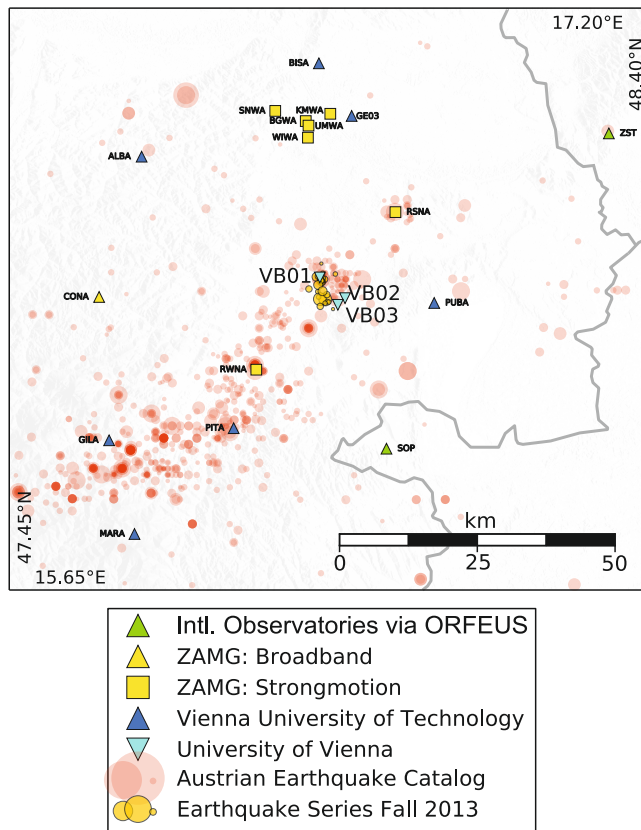 17.20°E
48.40°N
BISA
SNWA
KMWA
BGWA
GE03
UMWA
WIWA
ZST
ALBA
RSNA
VB01
VB02
CONA
PUBA
VB03
RWNA
PITA
GILA
SOP
47.45°N
MARA
km
0 25 50
15.65°E
Intl. Observatories via ORFEUS
ZAMG: Broadband
ZAMG: Strongmotion
Vienna University of Technology
University of Vienna
Austrian Earthquake Catalog
Earthquake Series Fall 2013